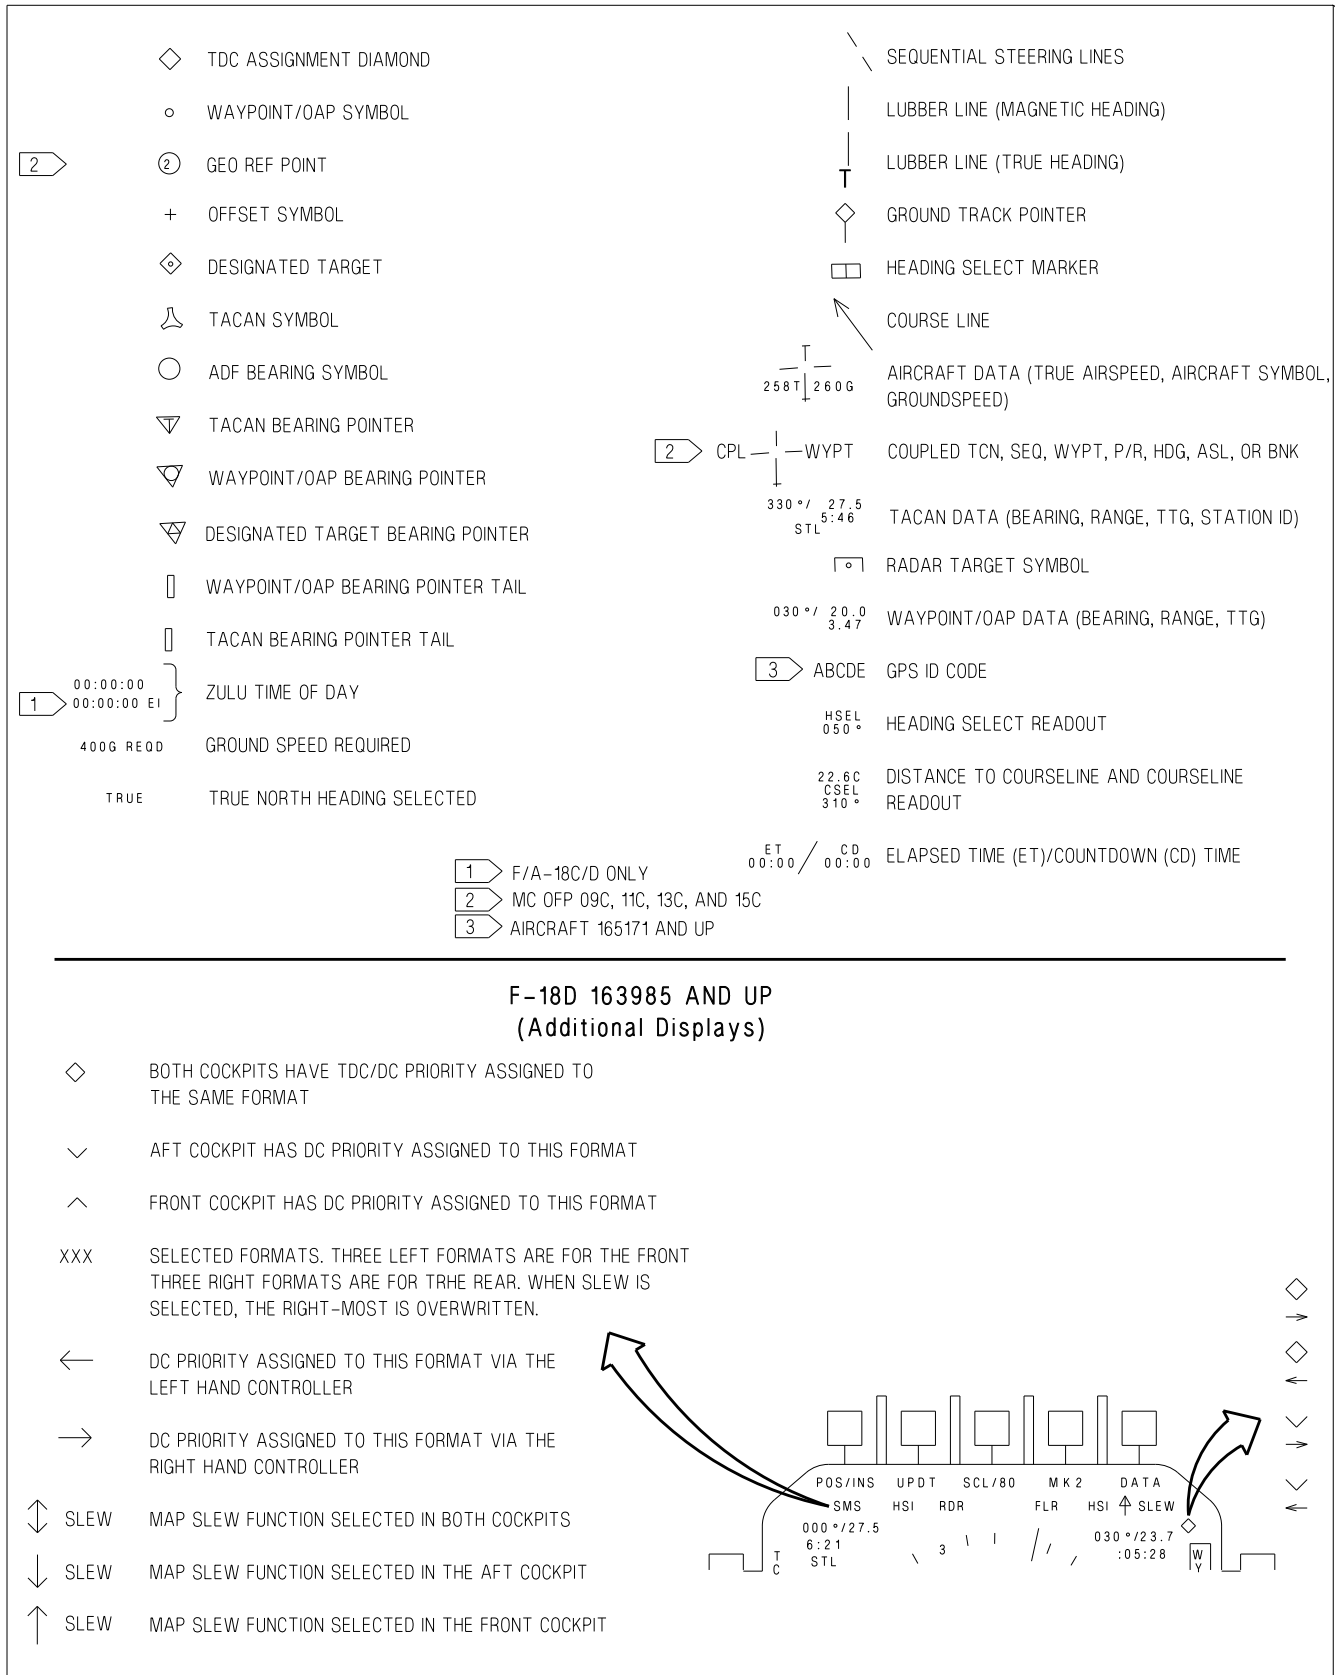 TDC ASSIGNMENT DIAMOND
WAYPOINT/OAP SYMBOL
2 2 GEO REF POINT
+ OFFSET SYMBOL
DESIGNATED TARGET
TACAN SYMBOL
ADF BEARING SYMBOL
T TACAN BEARING POINTER
WAYPOINT/OAP BEARING POINTER
DESIGNATED TARGET BEARING POINTER
WAYPOINT/OAP BEARING POINTER TAIL
TACAN BEARING POINTER TAIL
00:00:00
1 00:00:00 EI
ZULU TIME OF DAY
400G REQD GROUND SPEED REQUIRED
TRUE TRUE NORTH HEADING SELECTED
SEQUENTIAL STEERING LINES
LUBBER LINE (MAGNETIC HEADING)
LUBBER LINE (TRUE HEADING)
T
GROUND TRACK POINTER
HEADING SELECT MARKER
COURSE LINE
T
258T 260G
AIRCRAFT DATA (TRUE AIRSPEED, AIRCRAFT SYMBOL,
GROUNDSPEED)
2 CPL WYPT COUPLED TCN, SEQ, WYPT, P/R, HDG, ASL, OR BNK
330°/ 27.5
5:46
STL
TACAN DATA (BEARING, RANGE, TTG, STATION ID)
RADAR TARGET SYMBOL
030°/ 20.0
3.47
WAYPOINT/OAP DATA (BEARING, RANGE, TTG)
3 ABCDE GPS ID CODE
HSEL
050°
HEADING SELECT READOUT
22.6C
CSEL
310°
DISTANCE TO COURSELINE AND COURSELINE
READOUT
ET / CD
00:00 00:00
ELAPSED TIME (ET)/COUNTDOWN (CD) TIME
1 F/A-18C/D ONLY
2 MC OFP 09C, 11C, 13C, AND 15C
3 AIRCRAFT 165171 AND UP
F-18D 163985 AND UP
(Additional Displays)
BOTH COCKPITS HAVE TDC/DC PRIORITY ASSIGNED TO
THE SAME FORMAT
AFT COCKPIT HAS DC PRIORITY ASSIGNED TO THIS FORMAT
FRONT COCKPIT HAS DC PRIORITY ASSIGNED TO THIS FORMAT
XXX SELECTED FORMATS. THREE LEFT FORMATS ARE FOR THE FRONT
THREE RIGHT FORMATS ARE FOR TRHE REAR. WHEN SLEW IS
SELECTED, THE RIGHT-MOST IS OVERWRITTEN.
DC PRIORITY ASSIGNED TO THIS FORMAT VIA THE
LEFT HAND CONTROLLER
DC PRIORITY ASSIGNED TO THIS FORMAT VIA THE
RIGHT HAND CONTROLLER
SLEW MAP SLEW FUNCTION SELECTED IN BOTH COCKPITS
SLEW MAP SLEW FUNCTION SELECTED IN THE AFT COCKPIT
SLEW MAP SLEW FUNCTION SELECTED IN THE FRONT COCKPIT
POS/INS UPDT SCL/80 MK2 DATA
SMS HSI RDR FLR HSI SLEW
000°/27.5
6:21
STL
TC
3
030°/23.7
:05:28
WY